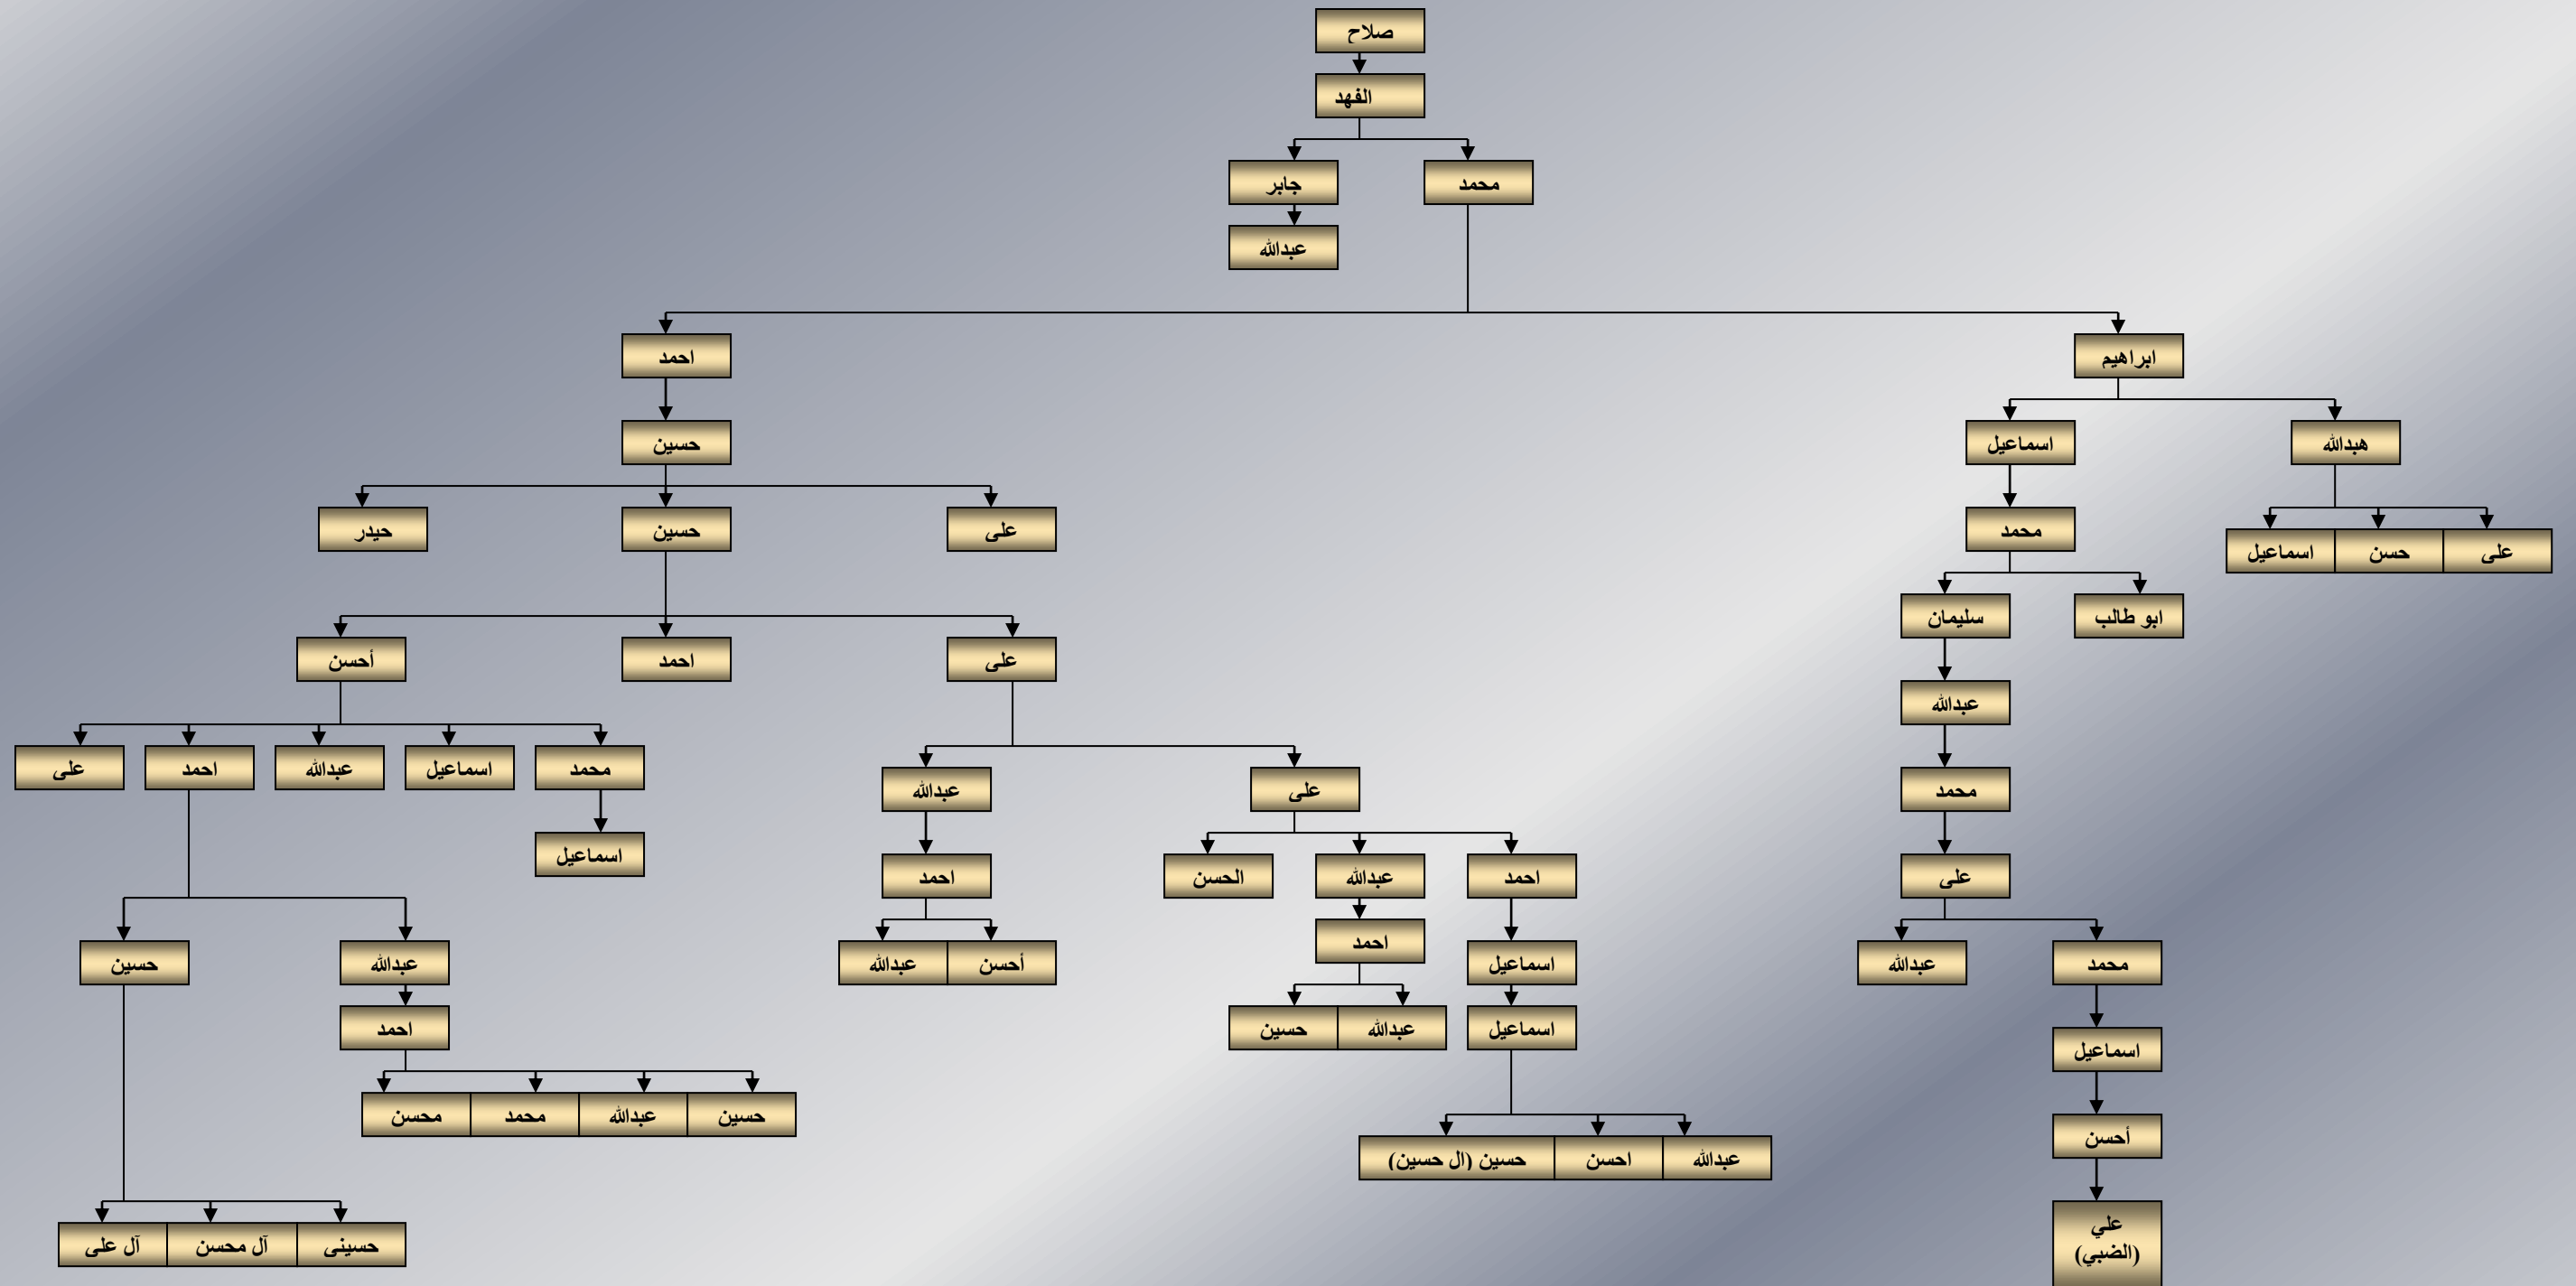 صلاح
الفهد
محمد
جابر
عبدالله
ابراهيم
احمد
هبدالله
اسماعيل
حسين
على
حسن
اسماعيل
محمد
على
حسين
حيدر
ابو طالب
سليمان
على
احمد
أحسن
عبدالله
محمد
اسماعيل
عبدالله
احمد
على
على
عبدالله
محمد
اسماعيل
على
احمد
عبدالله
الحسن
احمد
احمد
محمد
عبدالله
اسماعيل
أحسن
عبدالله
عبدالله
حسين
اسماعيل
اسماعيل
عبدالله
حسين
احمد
أحسن
حسين
عبدالله
محمد
محسن
عبدالله
احسن
حسين (ال حسين)
علي
(الضبي)
حسينى
آل محسن
آل على